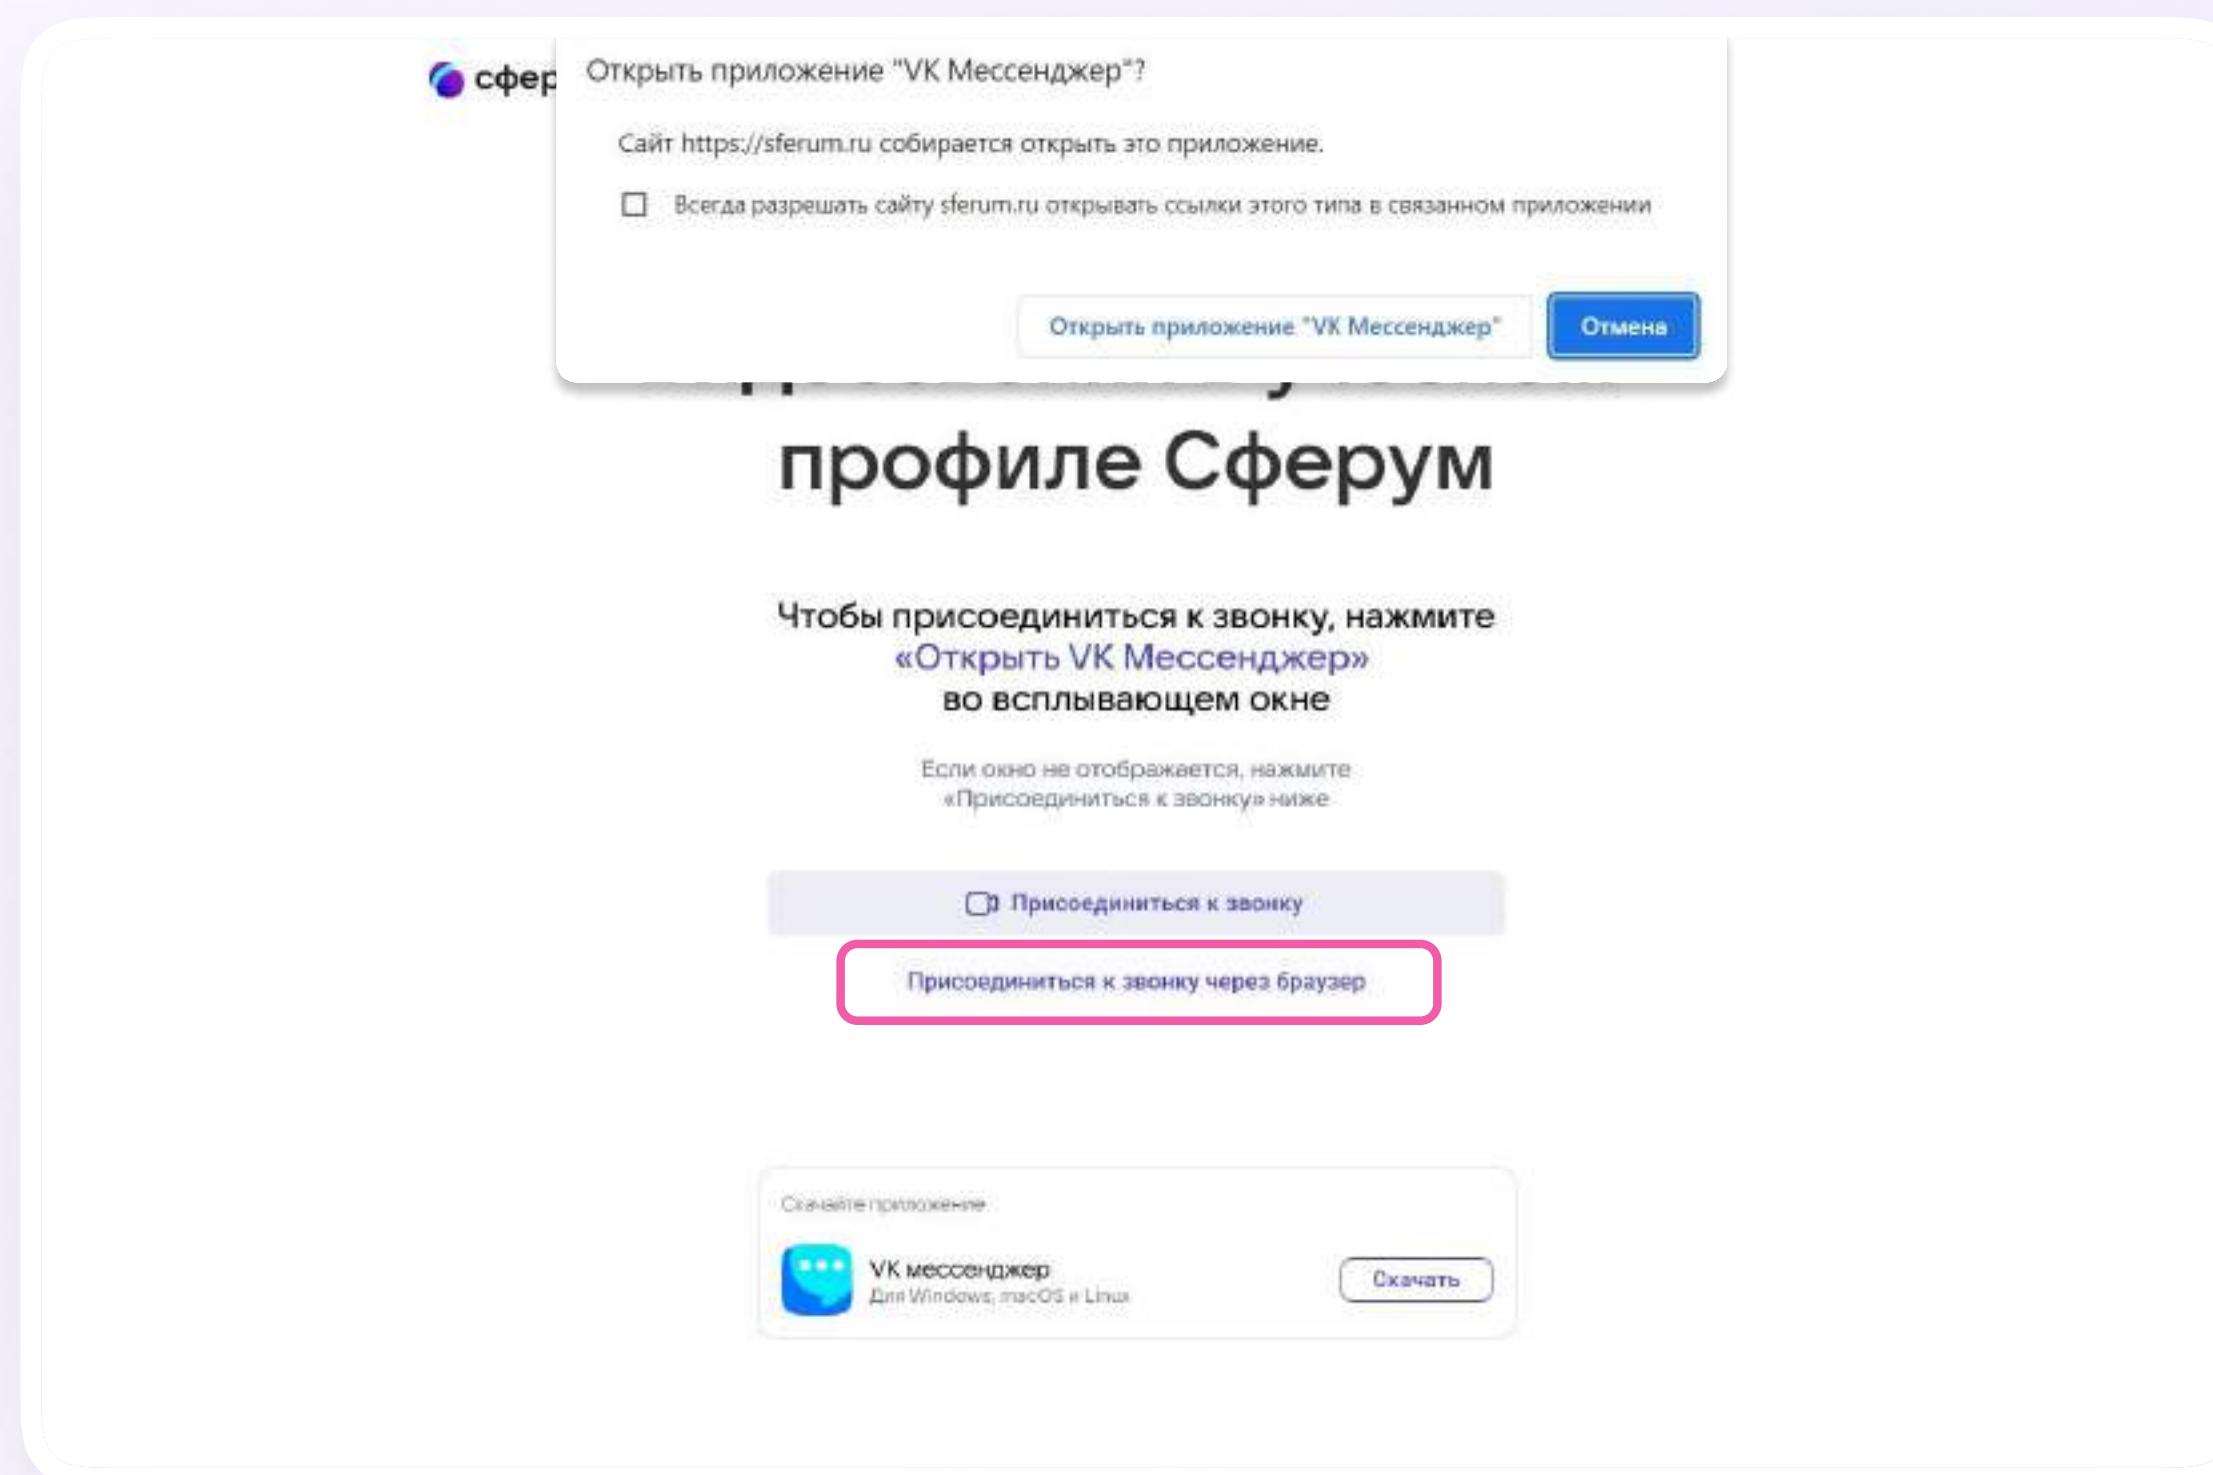 сфер
Открыть приложение "VK Мессенджер"?
Сайт https://sferum.ru собирается открыть это приложение.
Всегда разрешать сайту sferum.ru открывать ссылки этого типа в связанном приложении
Открыть приложение "VK Мессенджер"
Отмена
профиле Сферум
Чтобы присоединиться к звонку, нажмите
«Открыть VK Мессенджер»
во всплывающем окне
Если окно не отображается, нажмите
«Присоединиться к звонку» ниже
Присоединиться к звонку
Присоединиться к звонку через браузер
Скачайте приложение
VK мессенджер
Для Windows, macOS и Linux
Скачать